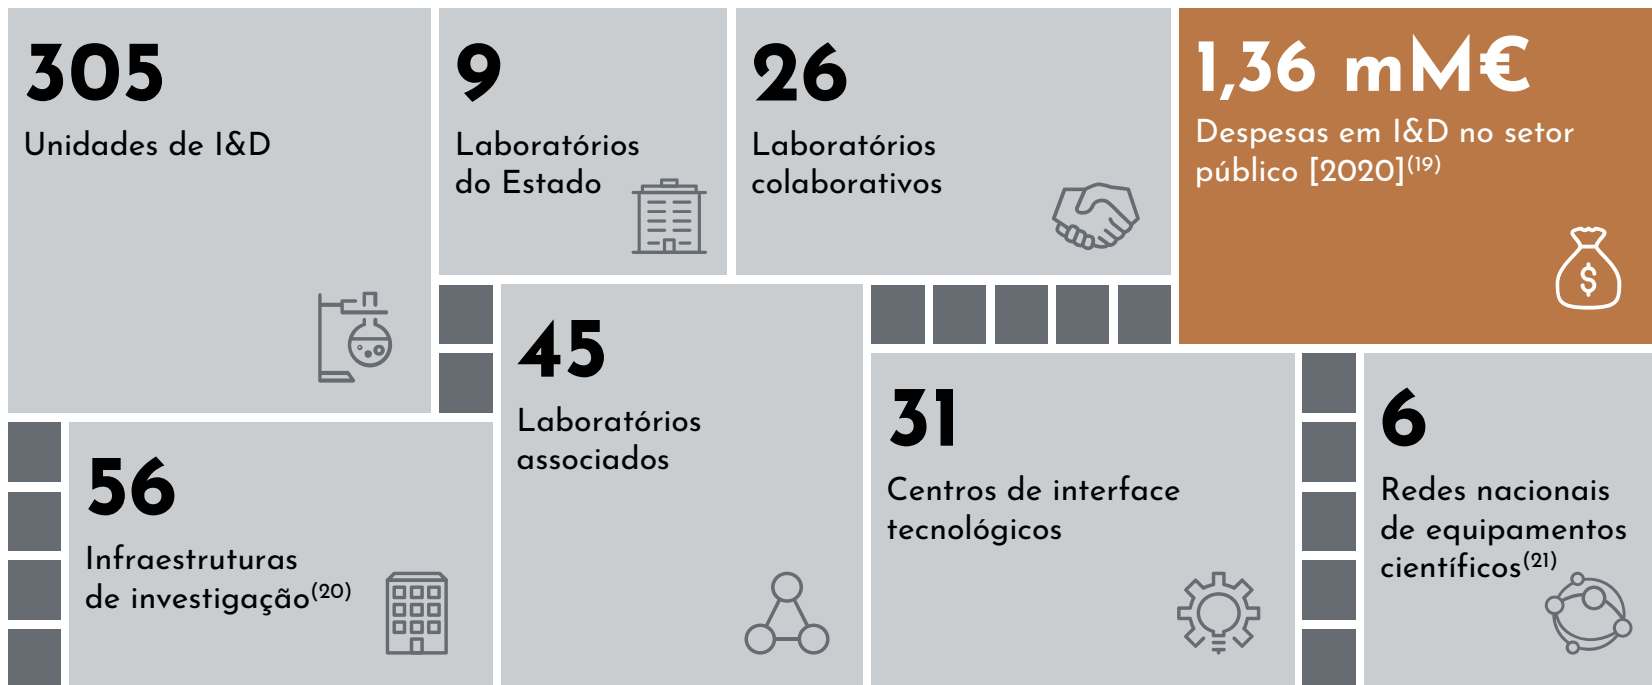 305
Unidades de I&D
9
Laboratórios
do Estado
26
Laboratórios
colaborativos
1,36 mM€
Despesas em I&D no setor
público [2020](19)
$
45
Laboratórios
associados
31
Centros de interface
tecnológicos
6
Redes nacionais
de equipamentos
científicos(21)
56
Infraestruturas
de investigação(20)